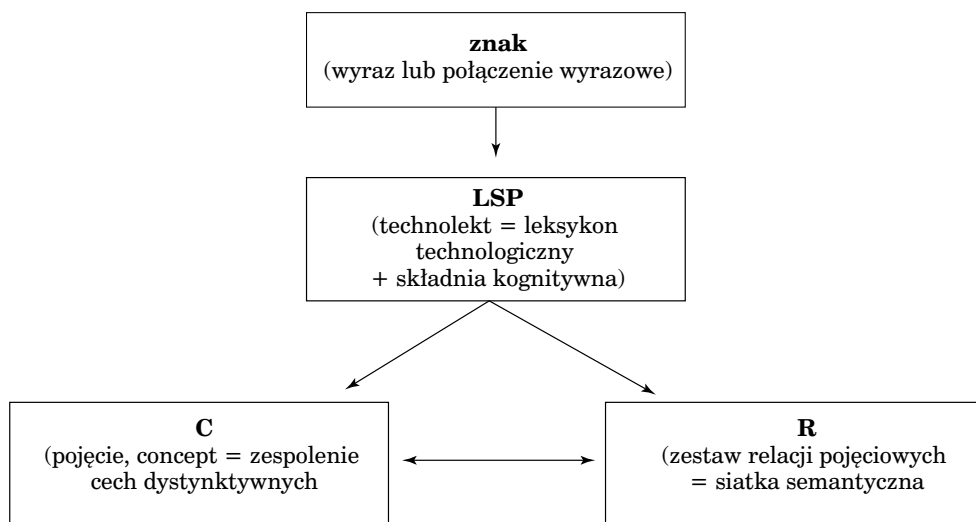 znak
(wyraz lub połączenie wyrazowe)
LSP
(technolekt = leksykon
technologiczny
+ składnia kognitywna)
C
(pojęcie, concept = zespolenie
cech dystynktywnych
R
(zestaw relacji pojęciowych
= siatka semantyczna